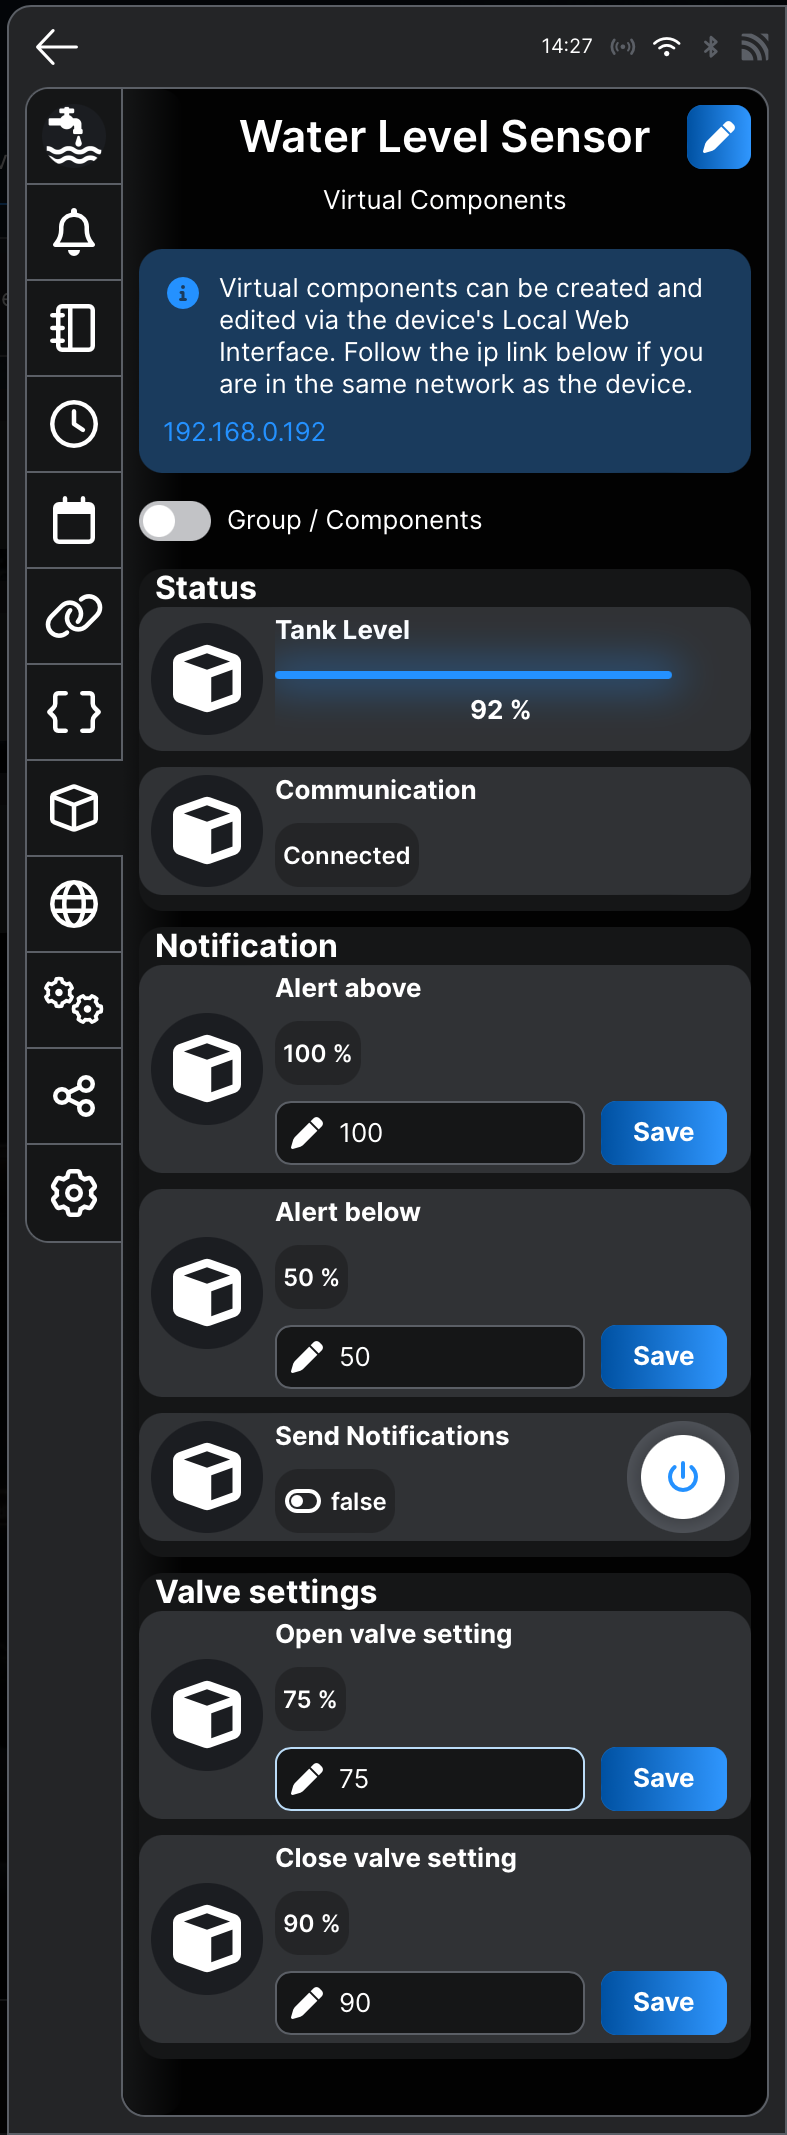 14:27
Water Level Sensor
Virtual Components
Virtual components can be created and
edited via the device's Local Web
Interface. Follow the ip link below if you
are in the same network as the device.
192.168.0.192
Group / Components
Status
Tank Level
92 %
Communication
Connected
Notification
Alert above
100 %
100 Save
Alert below
50 %
50 Save
Send Notifications
false
Valve settings
Open valve setting
75 %
75 Save
Close valve setting
90 %
90 Save